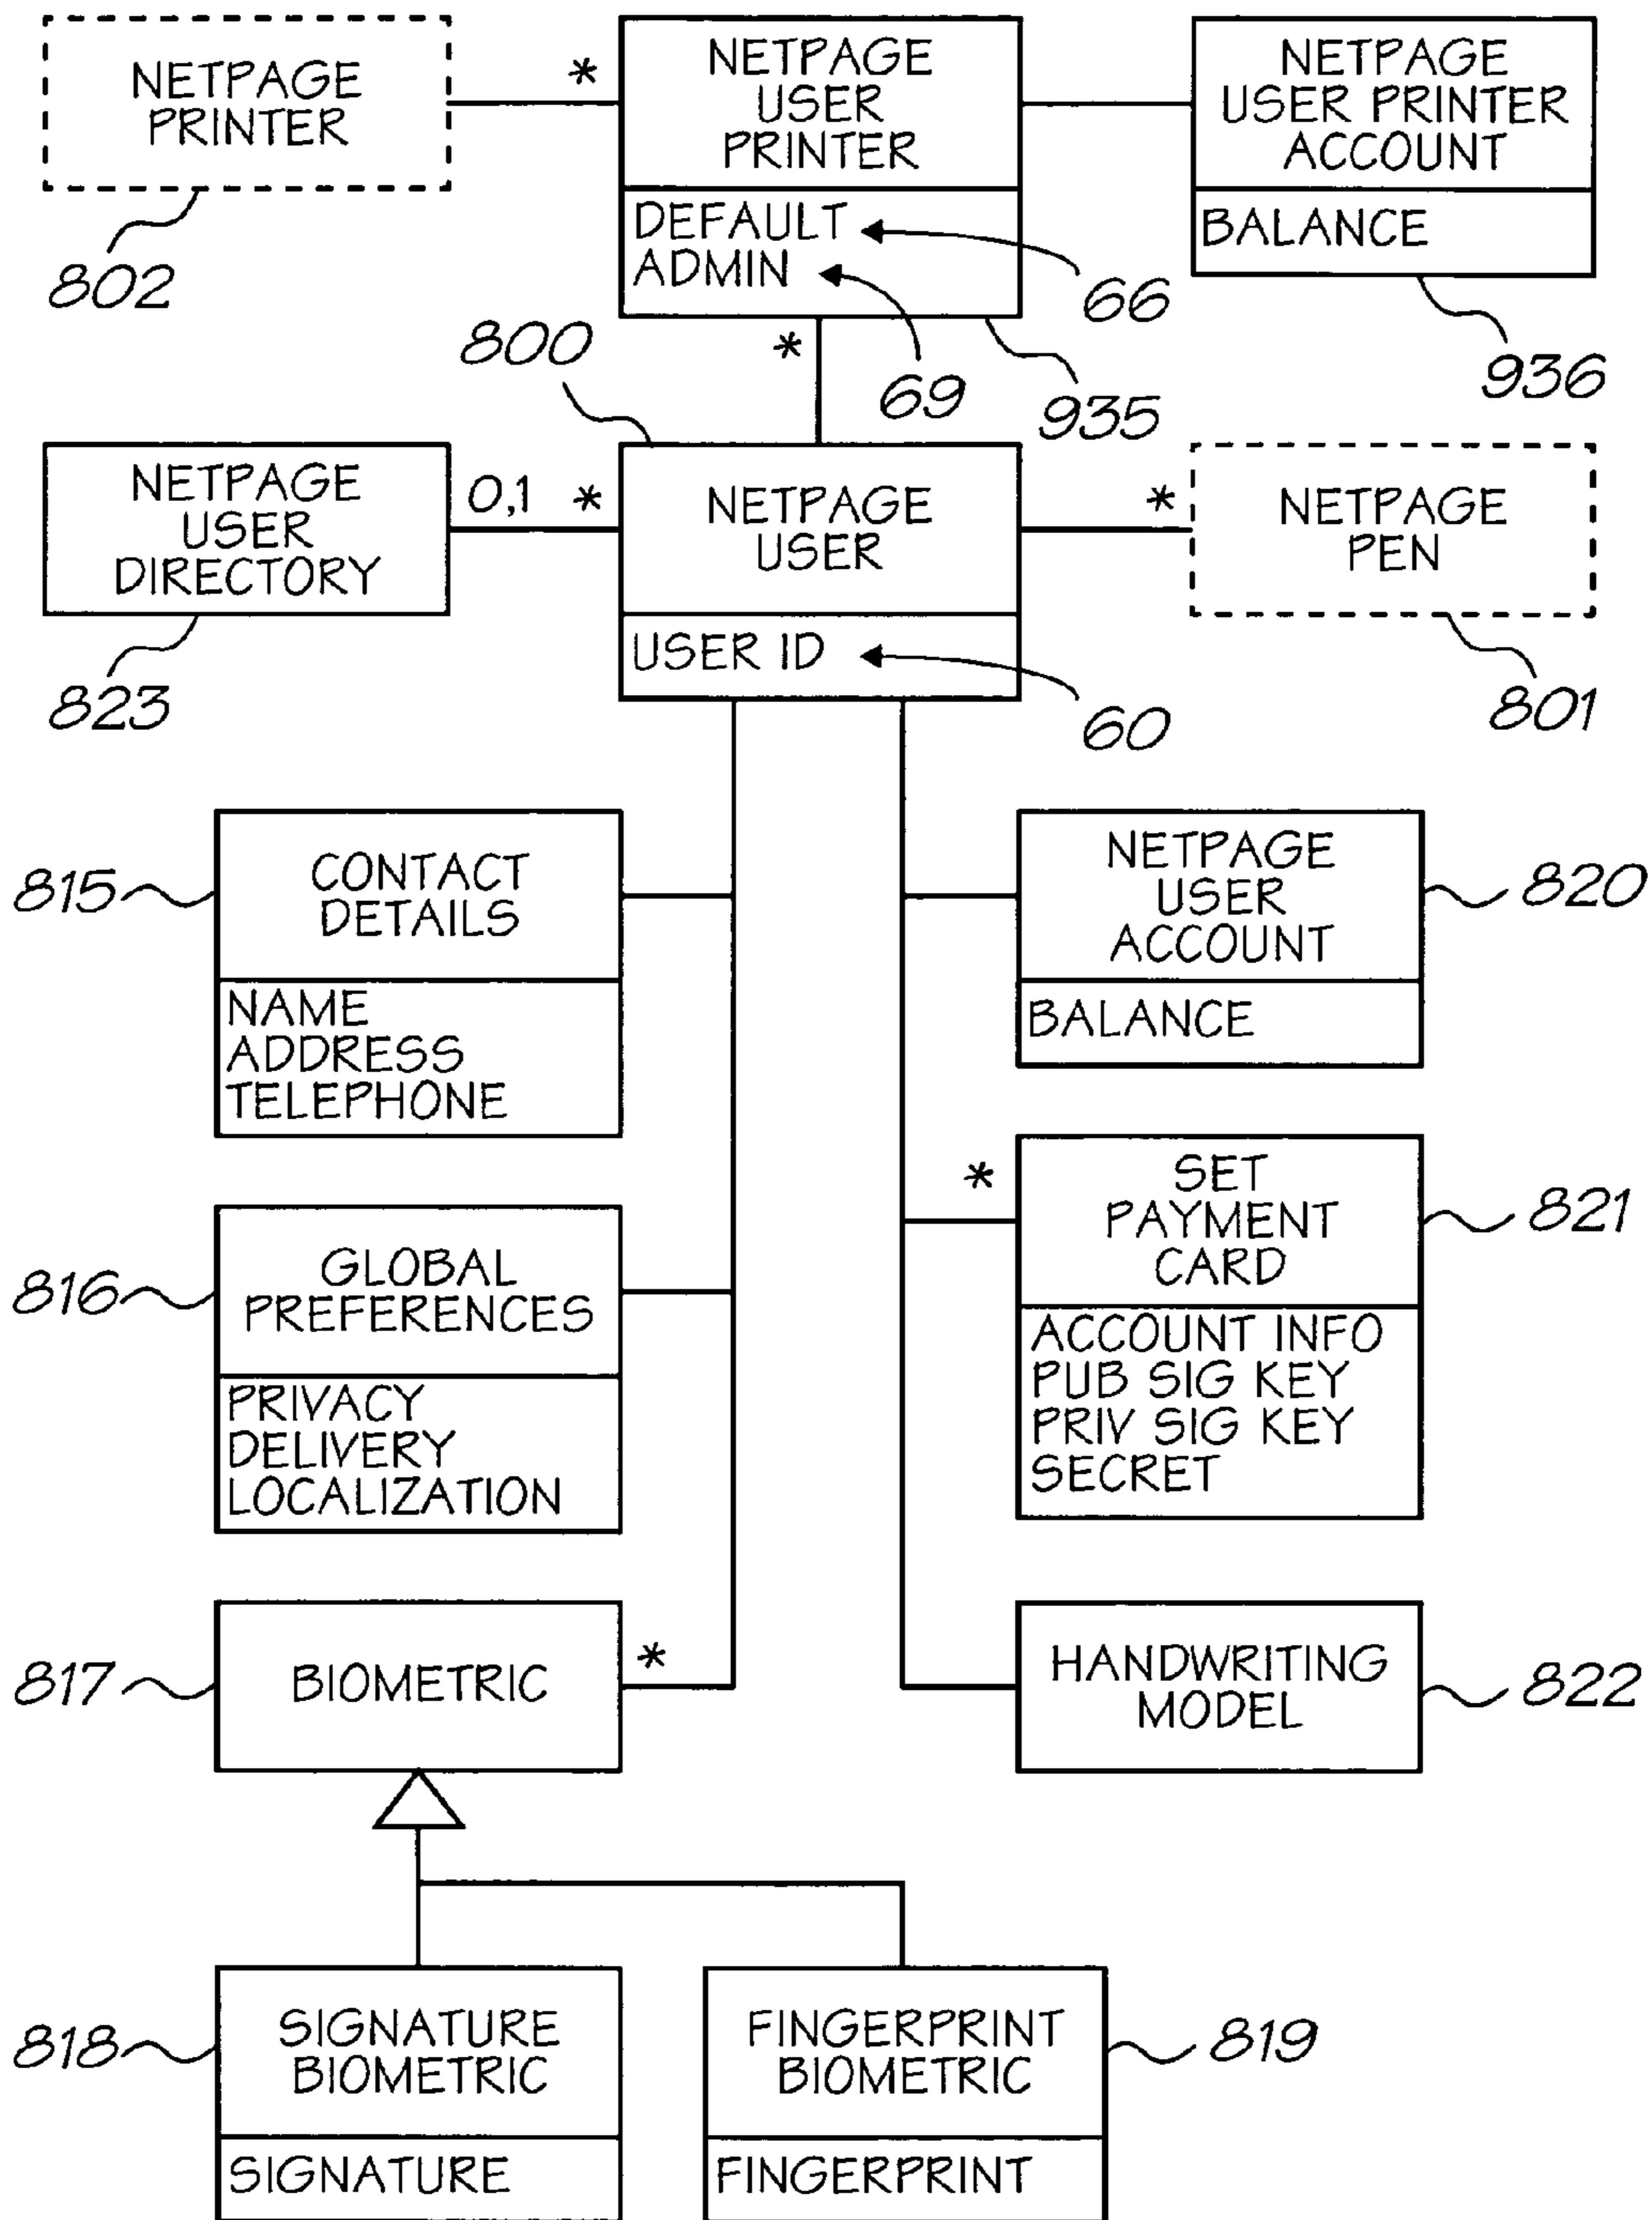 NETPAGE
PRINTER
802
*
NETPAGE
USER
PRINTER
DEFAULT
ADMIN
66
69
935
NETPAGE
USER PRINTER
ACCOUNT
BALANCE
936
*
800
NETPAGE
USER
DIRECTORY
823
0,1 *
NETPAGE
USER
USER ID
60
*
NETPAGE
PEN
801
815
CONTACT
DETAILS
NAME
ADDRESS
TELEPHONE
NETPAGE
USER
ACCOUNT
BALANCE
820
816
GLOBAL
PREFERENCES
PRIVACY
DELIVERY
LOCALIZATION
*
SET
PAYMENT
CARD
ACCOUNT INFO
PUB SIG KEY
PRIV SIG KEY
SECRET
821
817
BIOMETRIC
*
HANDWRITING
MODEL
822
818
SIGNATURE
BIOMETRIC
SIGNATURE
FINGERPRINT
BIOMETRIC
FINGERPRINT
819